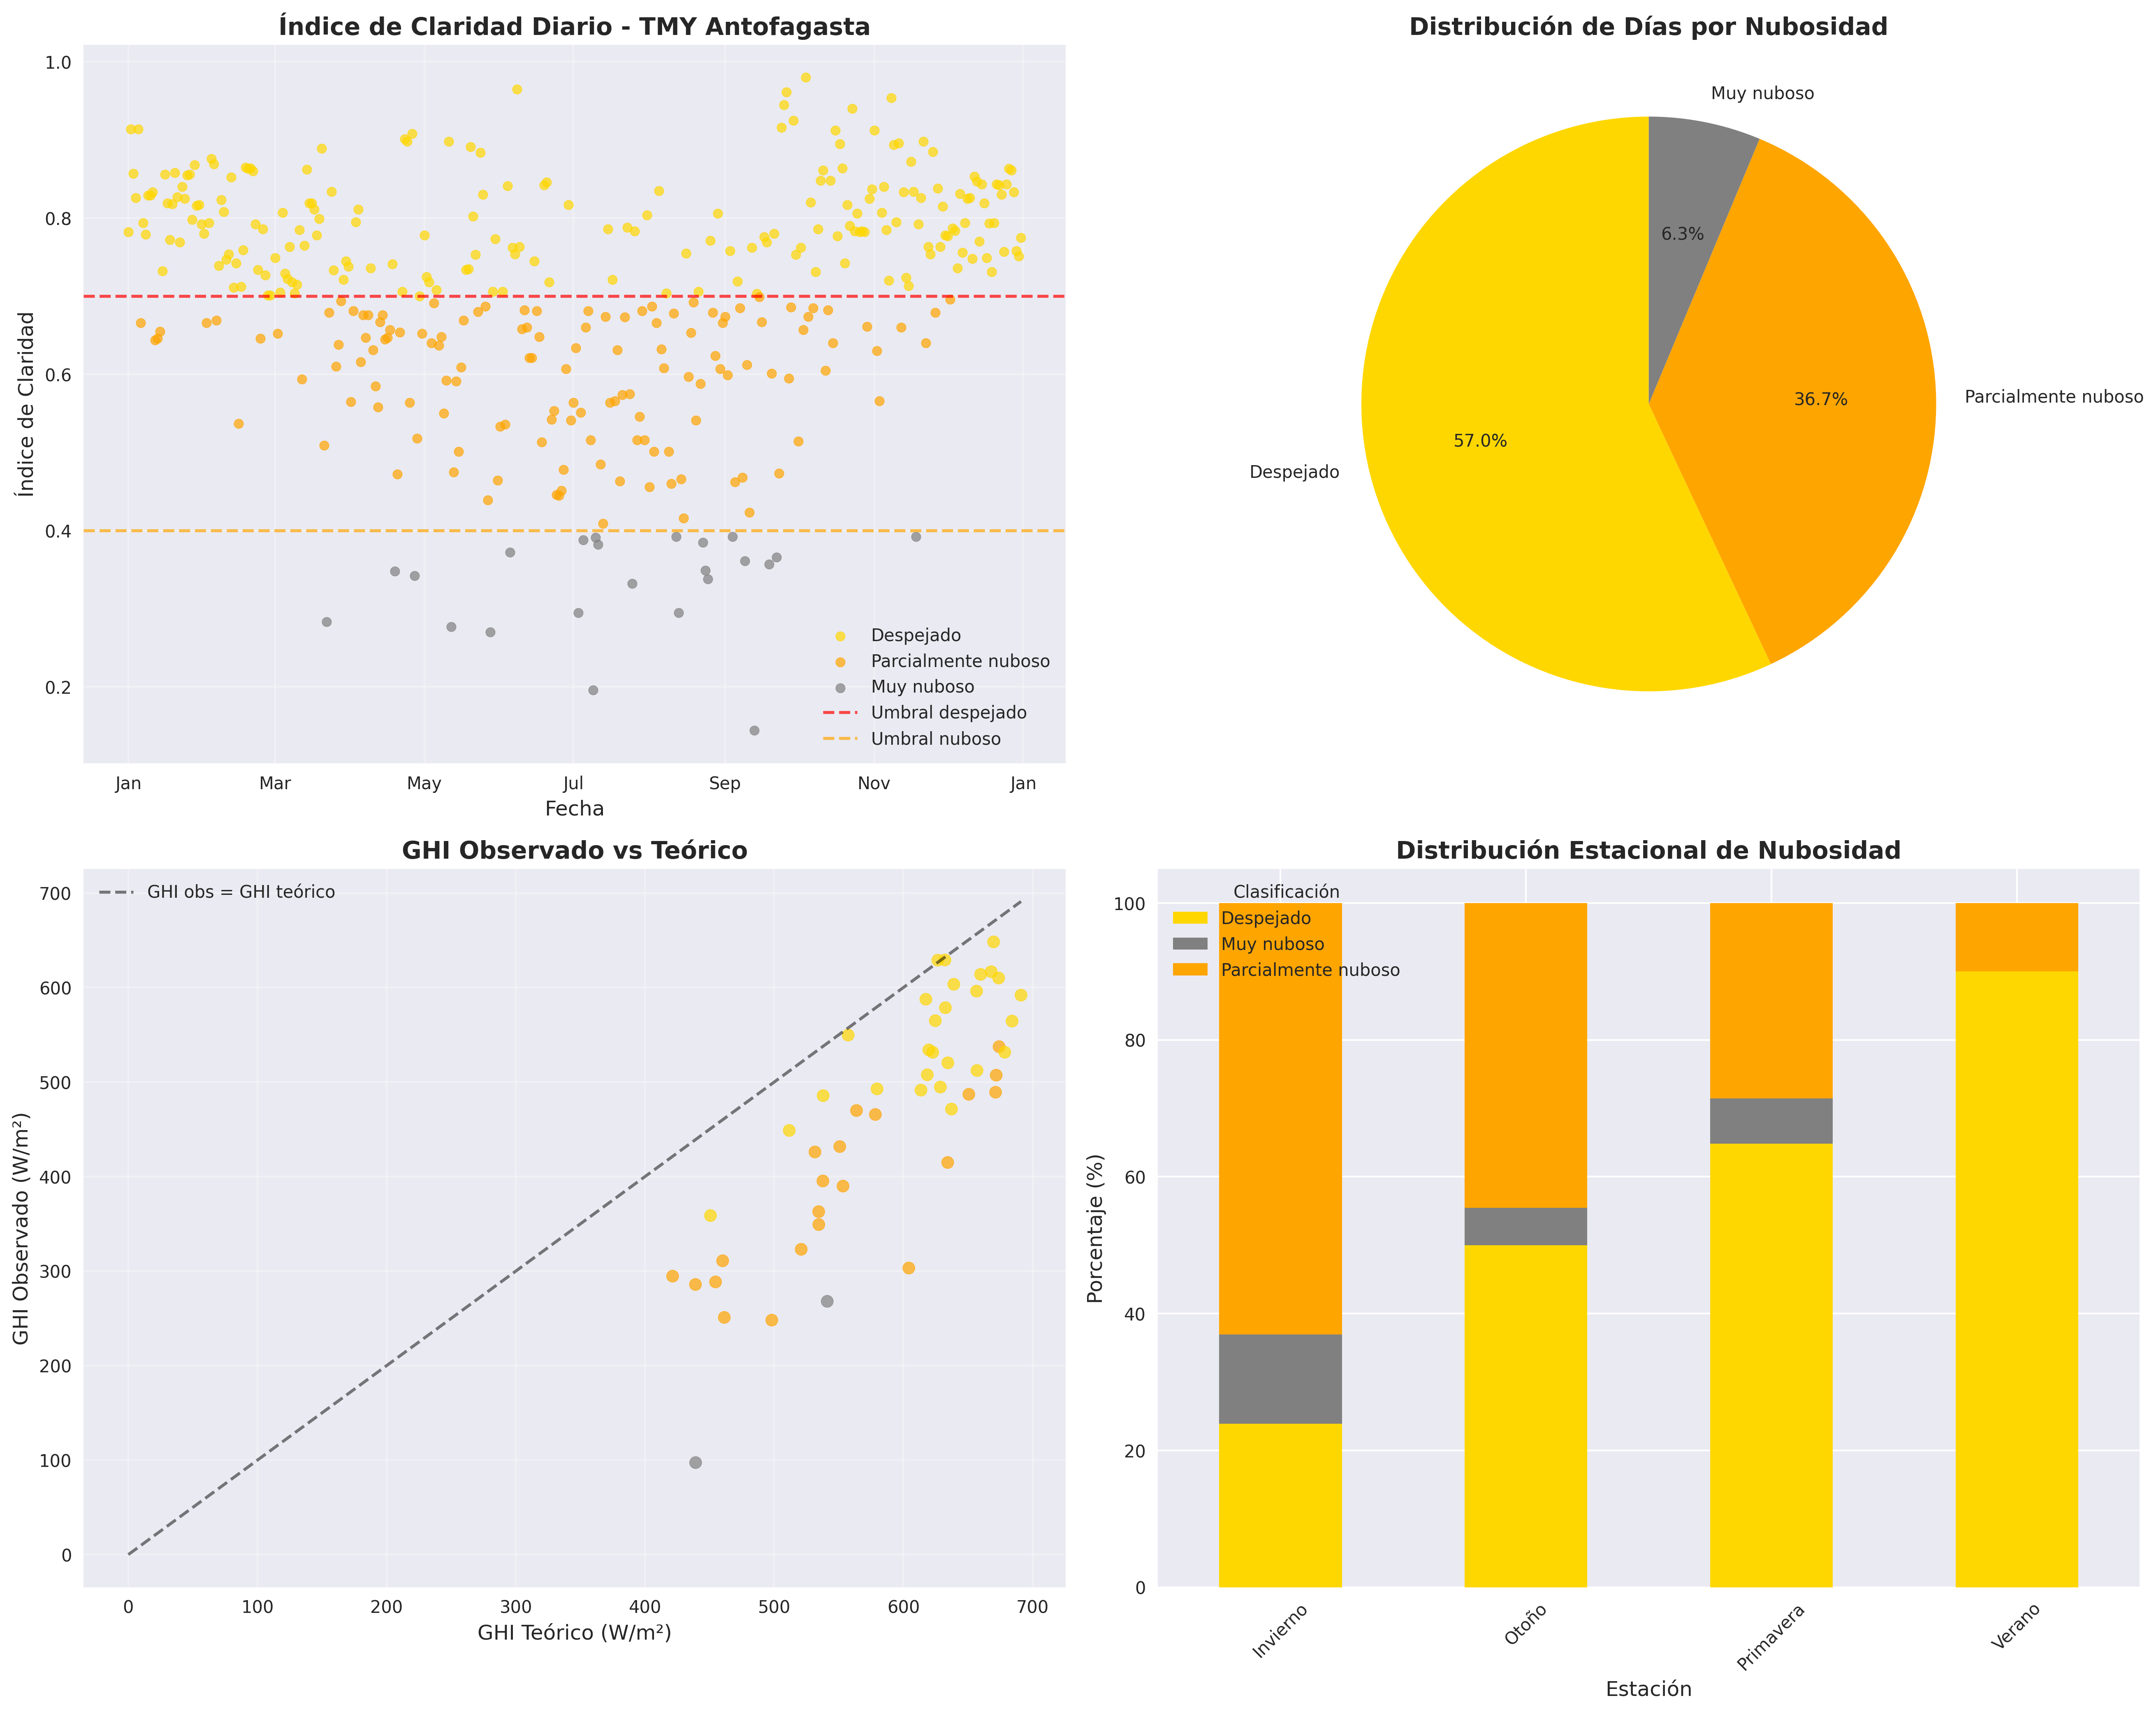 Índice de Claridad Diario - TMY Antofagasta
1.0
0.8
0.6
0.4
0.2
Índice de Claridad
Despejado
Parcialmente nuboso
Muy nuboso
Umbral despejado
Umbral nuboso
Jan
Mar
May
Jul
Sep
Nov
Jan
Fecha
Distribución de Días por Nubosidad
Muy nuboso
6.3%
Parcialmente nuboso
36.7%
57.0%
Despejado
GHI Observado vs Teórico
GHI obs = GHI teórico
700
600
500
400
300
200
100
0
GHI Observado (W/m²)
0
100
200
300
400
500
600
700
GHI Teórico (W/m²)
Distribución Estacional de Nubosidad
Clasificación
Despejado
Muy nuboso
Parcialmente nuboso
100
80
60
40
20
0
Porcentaje (%)
Invierno
Otoño
Primavera
Verano
Estación